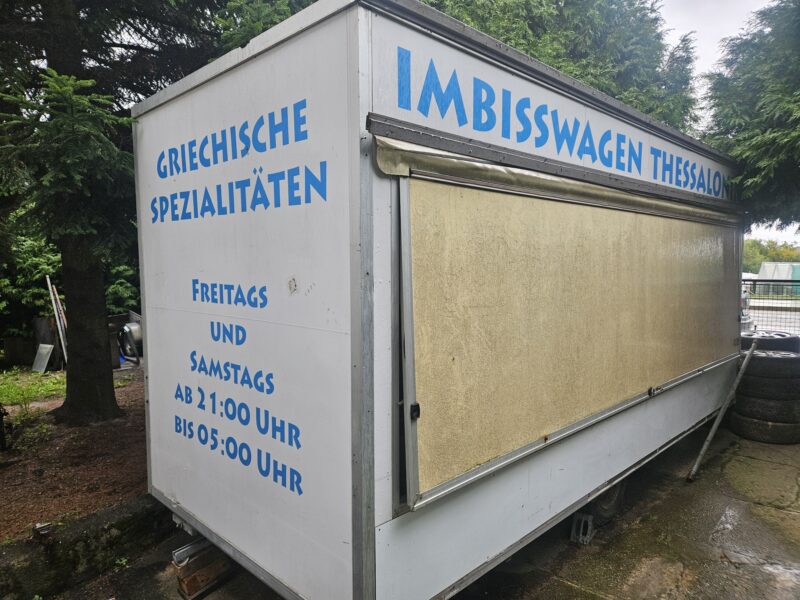 GRIECHISCHE
SPEZIALITÄTEN
FREITAGS
UND
SAMSTAGS
AB 21:00 UHR
BIS 05:00 UHR
IMBISSWAGEN THESSALON